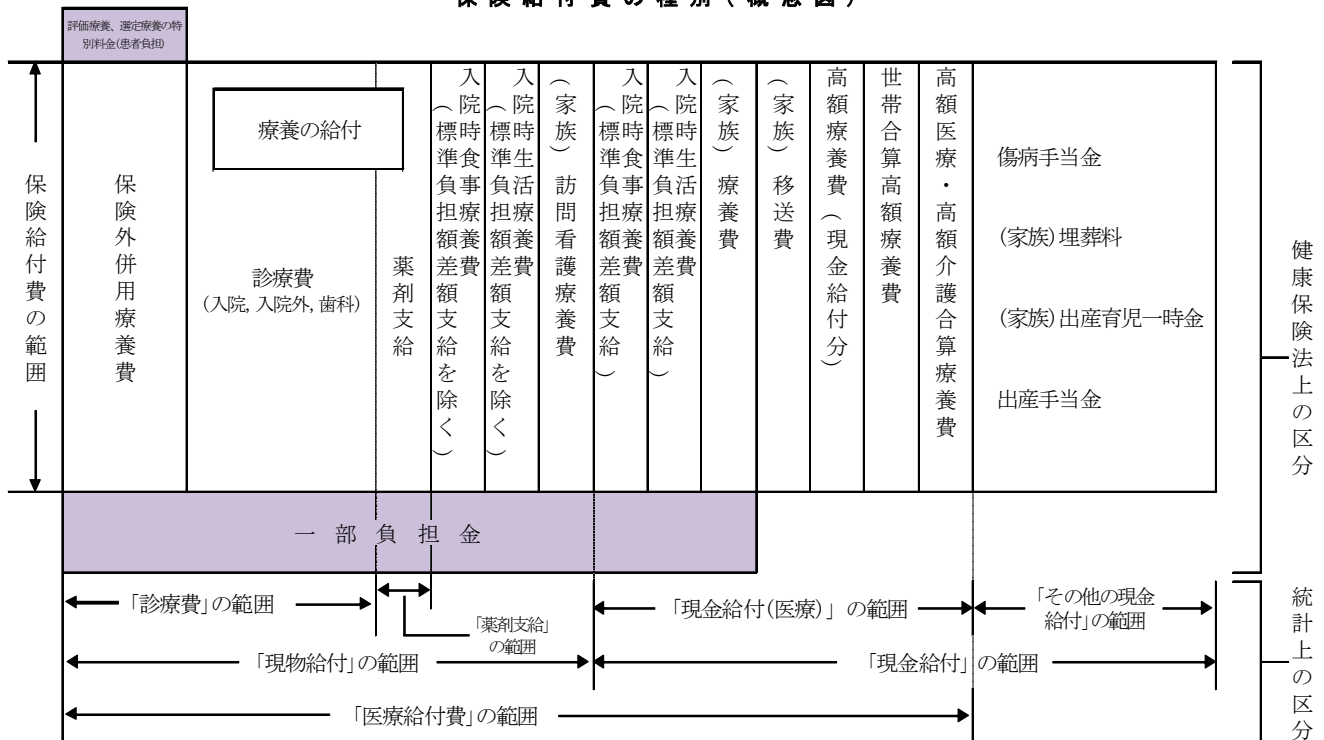 保険給付費の種別（概念図）
評価療養、選定療養の特
別料金(患者負担)
保険給付費の範囲
保険外併用療養費
療養の給付
診療費
(入院, 入院外, 歯科)
薬剤支給
入院時食事療養費
（標準負担額差額支給を除く）
入院時生活療養費
（標準負担額差額支給を除く）
（家族）訪問看護療養費
入院時食事療養費
（標準負担額差額支給）
入院時生活療養費
（標準負担額差額支給）
（家族）療養費
（家族）移送費
高額療養費（現金給付分）
世帯合算高額療養費
高額医療・高額介護合算療養費
傷病手当金
(家族)埋葬料
(家族)出産育児一時金
出産手当金
健康保険法上の区分
一部負担金
「診療費」の範囲
「薬剤支給」
の範囲
「現金給付(医療)」の範囲
「その他の現金
給付」の範囲
「現物給付」の範囲
「現金給付」の範囲
「医療給付費」の範囲
統計上の区分